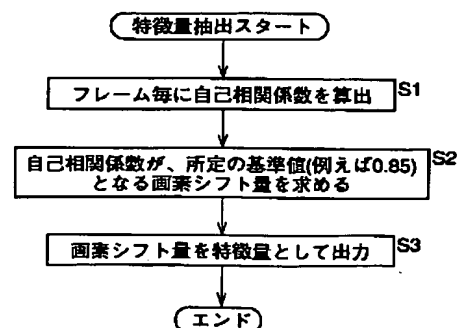 特徴量抽出スタート
フレーム毎に自己相関係数を算出
S1
自己相関係数が、所定の基準値(例えば0.85)
となる画素シフト量を求める
S2
画素シフト量を特徴量として出力
S3
エンド